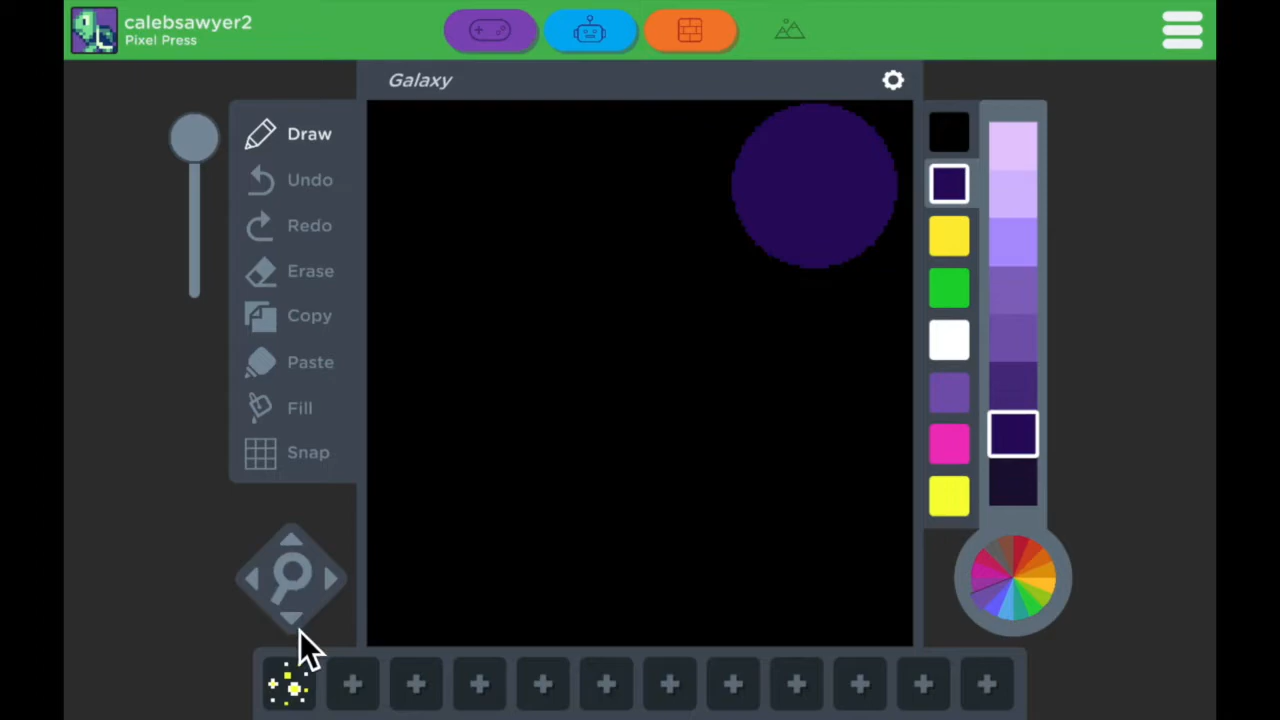 calebsawyer2
Pixel Press
Galaxy
Draw
Undo
Redo
Erase
Copy
Paste
Fill
Snap